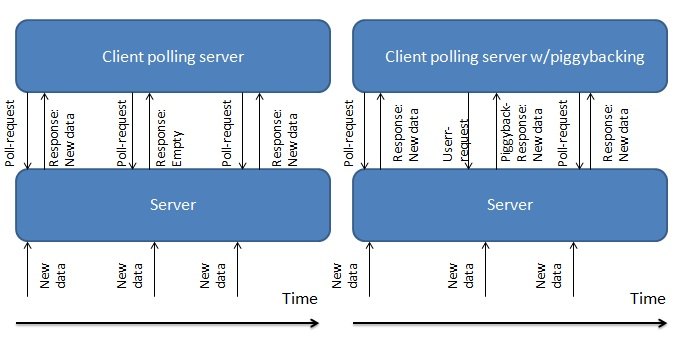 Client polling server
Client polling server w/piggybacking
Poll-request
Response:
New data
Poll-request
Response:
Empty
Poll-request
Response:
New data
Poll-request
Response:
New data
Userr-
request
Piggyback-
Response:
New data
Poll-request
Response:
New data
Server
Server
New
data
New
data
New
data
New
data
New
data
New
data
Time
Time